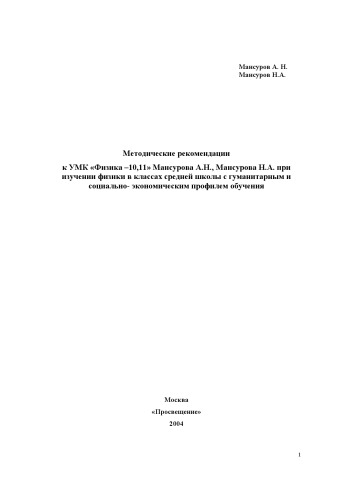 Мансуров А. Н.
Мансуров Н.А.
Методические рекомендации
к УМК «Физика –10,11» Мансурова А.Н., Мансурова Н.А. при
изучении физики в классах средней школы с гуманитарным и
социально- экономическим профилем обучения
Москва
«Просвещение»
2004
1